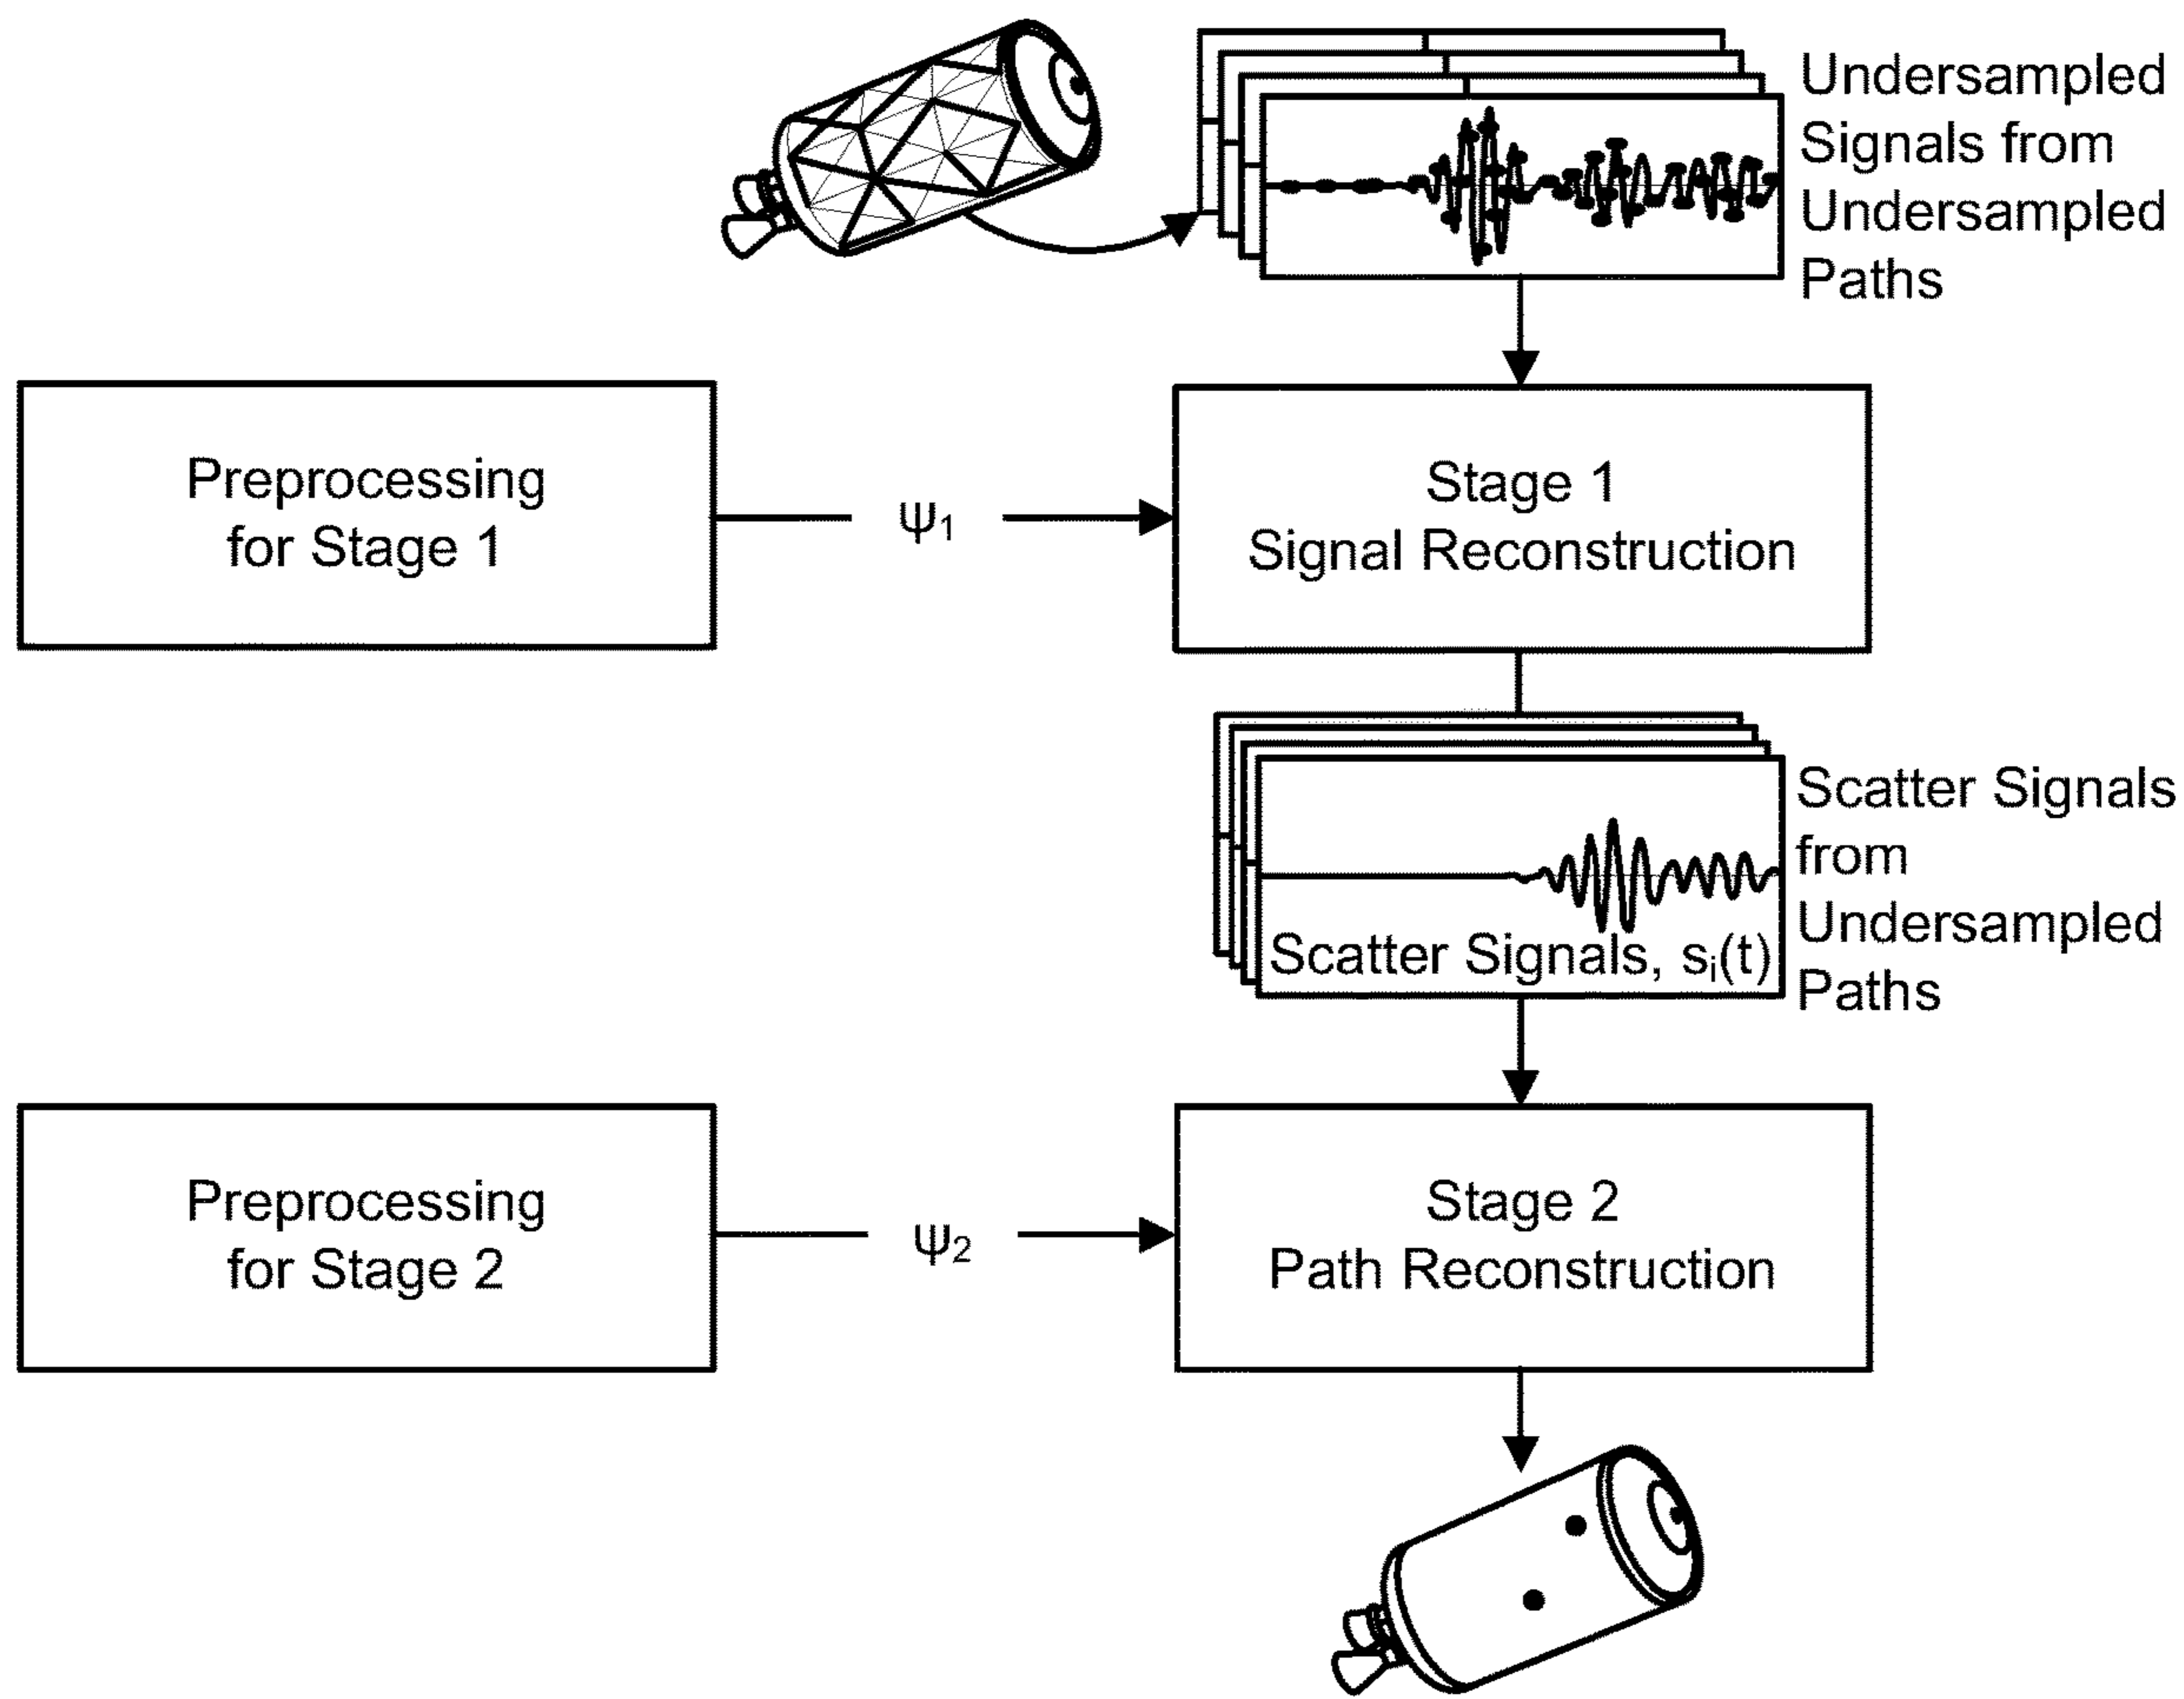 Undersampled
Signals from
Undersampled
Paths
Preprocessing
for Stage 1
ψ₁
Stage 1
Signal Reconstruction
Scatter Signals
from
Undersampled
Paths
Scatter Signals, sᵢ(t)
Preprocessing
for Stage 2
ψ₂
Stage 2
Path Reconstruction